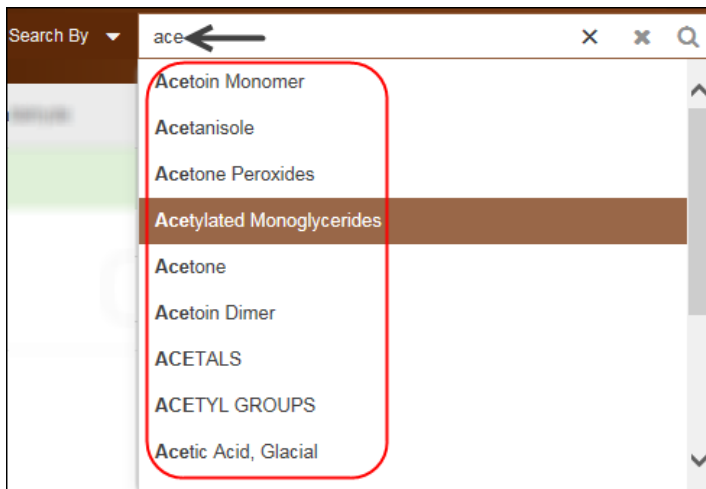 Search By
ace
Acetoin Monomer
Acetanisole
Acetone Peroxides
Acetylated Monoglycerides
Acetone
Acetoin Dimer
ACETALS
ACETYL GROUPS
Acetic Acid, Glacial